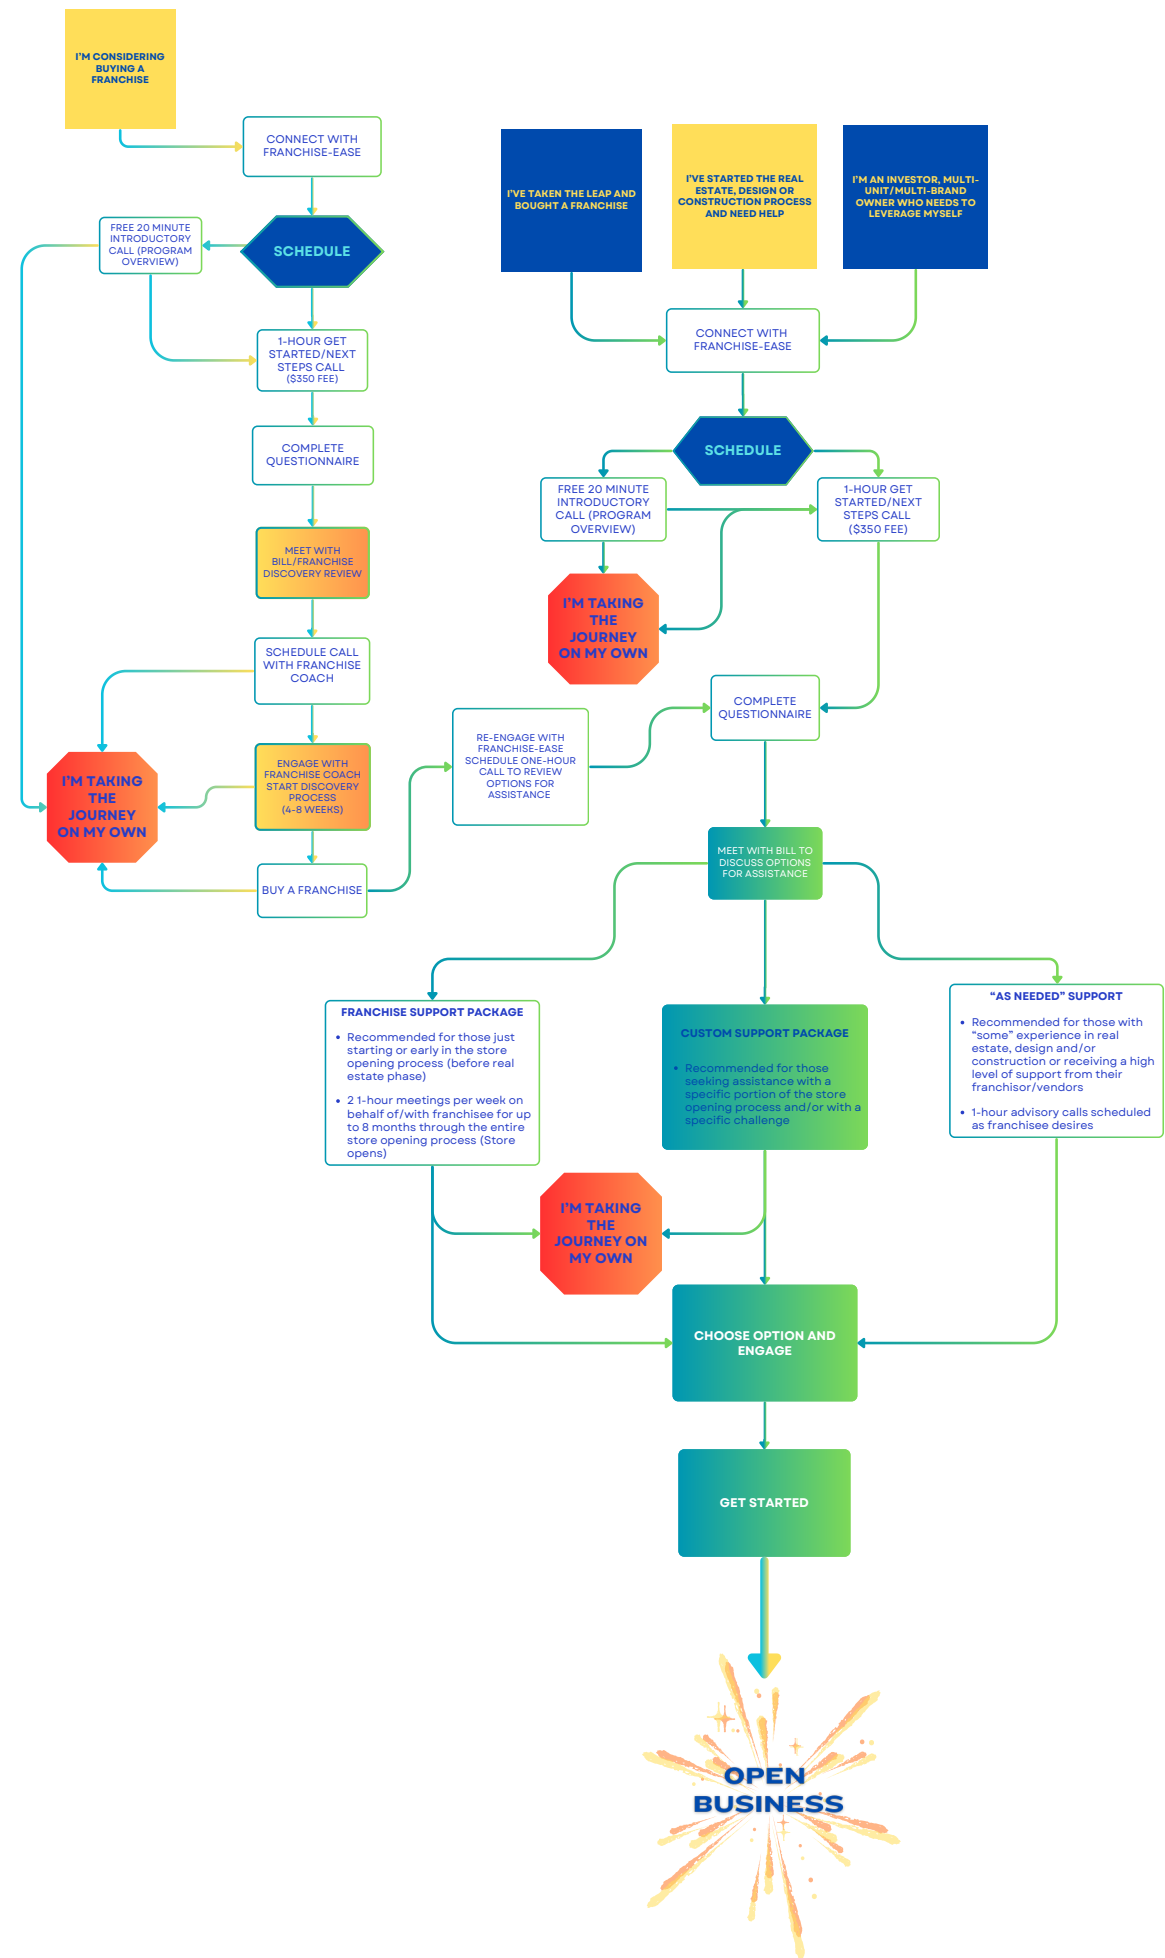 I'M CONSIDERING
BUYING A
FRANCHISE
CONNECT WITH
FRANCHISE-EASE
SCHEDULE
FREE 20 MINUTE
INTRODUCTORY
CALL (PROGRAM
OVERVIEW)
1-HOUR GET
STARTED/NEXT
STEPS CALL
($350 FEE)
COMPLETE
QUESTIONNAIRE
MEET WITH
BILL/FRANCHISE
DISCOVERY REVIEW
SCHEDULE CALL
WITH FRANCHISE
COACH
ENGAGE WITH
FRANCHISE COACH
START DISCOVERY
PROCESS
(4-8 WEEKS)
I'M TAKING
THE
JOURNEY
ON MY OWN
BUY A FRANCHISE
I'VE TAKEN THE LEAP AND
BOUGHT A FRANCHISE
I'VE STARTED THE REAL
ESTATE, DESIGN OR
CONSTRUCTION PROCESS
AND NEED HELP
I'M AN INVESTOR, MULTI-
UNIT/MULTI-BRAND
OWNER WHO NEEDS TO
LEVERAGE MYSELF
CONNECT WITH
FRANCHISE-EASE
SCHEDULE
FREE 20 MINUTE
INTRODUCTORY
CALL (PROGRAM
OVERVIEW)
1-HOUR GET
STARTED/NEXT
STEPS CALL
($350 FEE)
I'M TAKING
THE
JOURNEY
ON MY OWN
RE-ENGAGE WITH
FRANCHISE-EASE
SCHEDULE ONE-HOUR
CALL TO REVIEW
OPTIONS FOR
ASSISTANCE
COMPLETE
QUESTIONNAIRE
MEET WITH BILL TO
DISCUSS OPTIONS
FOR ASSISTANCE
FRANCHISE SUPPORT PACKAGE
• Recommended for those just
starting or early in the store
opening process (before real
estate phase)
• 2 1-hour meetings per week on
behalf of/with franchisee for up
to 8 months through the entire
store opening process (Store
opens)
CUSTOM SUPPORT PACKAGE
• Recommended for those
seeking assistance with a
specific portion of the store
opening process and/or with a
specific challenge
“AS NEEDED” SUPPORT
• Recommended for those with
“some” experience in real
estate, design and/or
construction or receiving a high
level of support from their
franchisor/vendors
• 1-hour advisory calls scheduled
as franchisee desires
I'M TAKING
THE
JOURNEY ON
MY OWN
CHOOSE OPTION AND
ENGAGE
GET STARTED
OPEN
BUSINESS